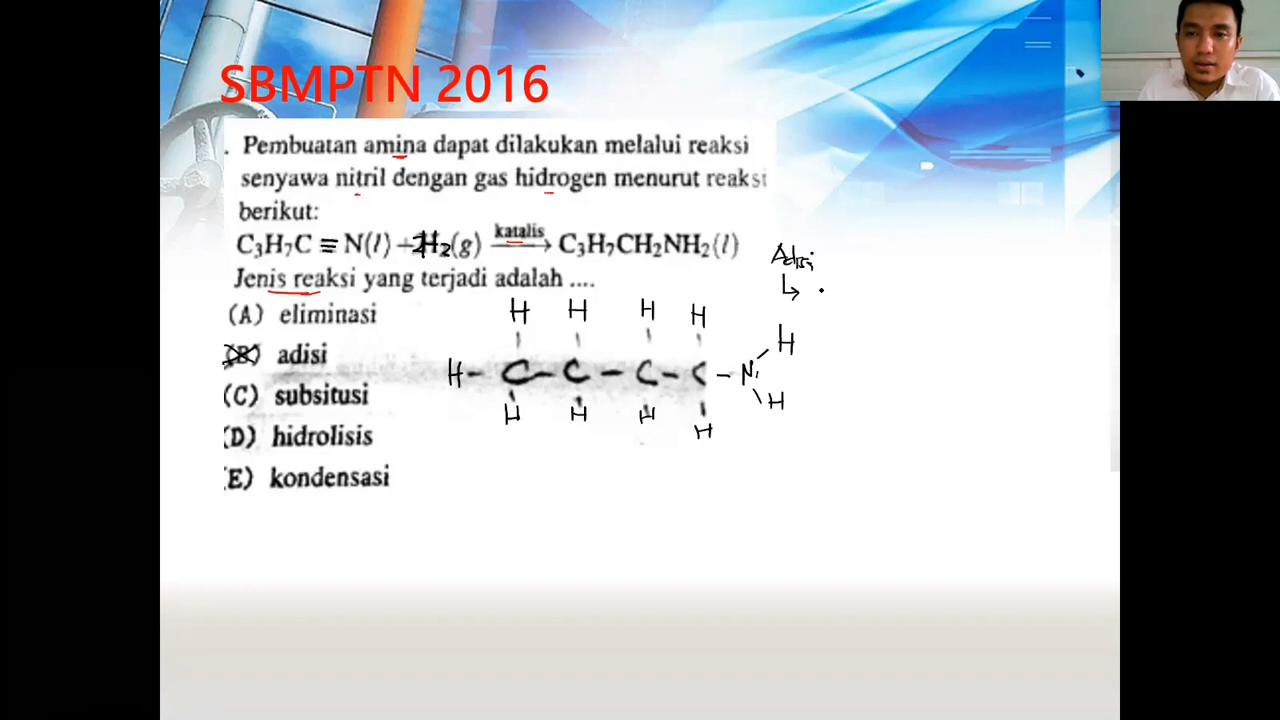 SBMPTN 2016
. Pembuatan amina dapat dilakukan melalui reaksi
senyawa nitril dengan gas hidrogen menurut reaksi
berikut:
C₃H₇C ≡ N(l) + 2H₂(g) katalis → C₃H₇CH₂NH₂(l)
Jenis reaksi yang terjadi adalah ....
(A) eliminasi
(B) adisi
(C) subsitusi
(D) hidrolisis
(E) kondensasi
Adisi
↳ .
H H H H
H - C - C - C - C - N - H
H H H H H